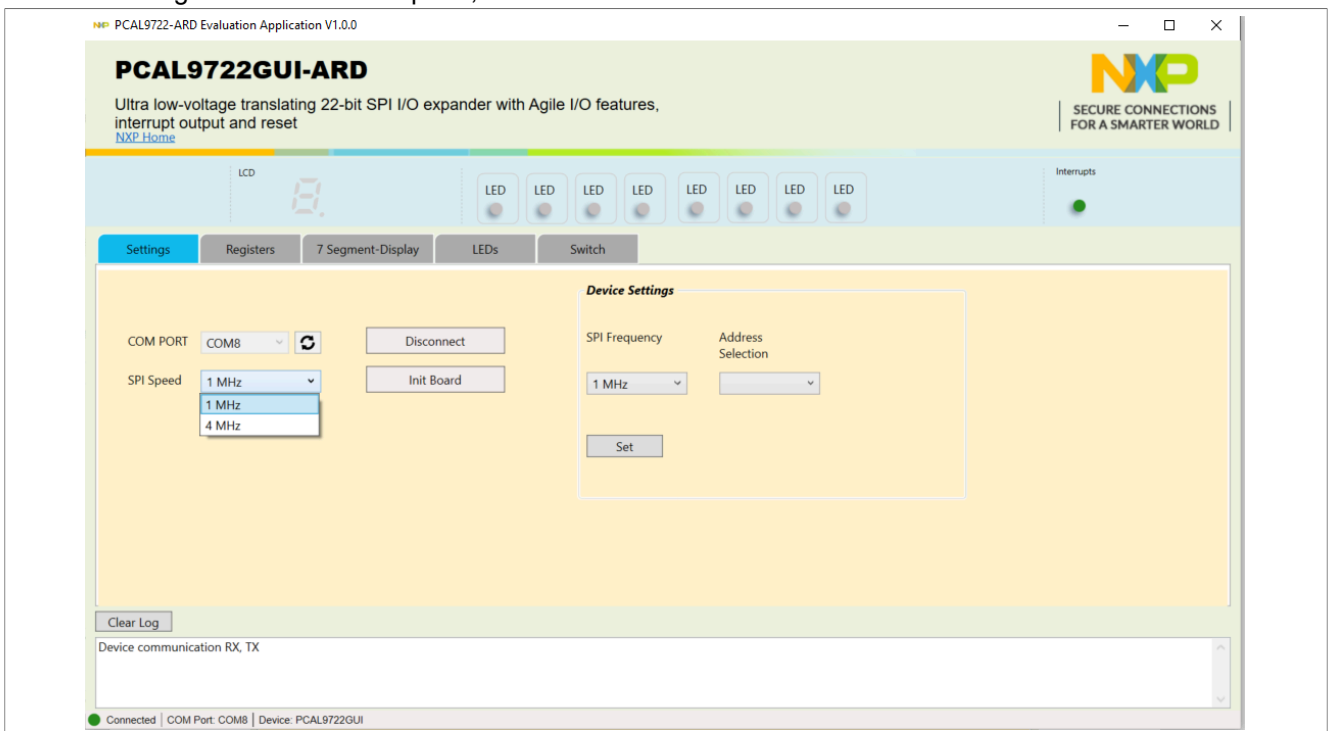 PCAL9722-ARD Evaluation Application V1.0.0
PCAL9722GUI-ARD
Ultra low-voltage translating 22-bit SPI I/O expander with Agile I/O features,
interrupt output and reset
NXP Home
NXP
SECURE CONNECTIONS
FOR A SMARTER WORLD
LCD
LED LED LED LED LED LED LED LED
Interrupts
Settings Registers 7 Segment-Display LEDs Switch
Device Settings
COM PORT COM8 Disconnect
SPI Frequency Address
Selection
SPI Speed 1 MHz Init Board
1 MHz
1 MHz
4 MHz
Set
Clear Log
Device communication RX, TX
Connected | COM Port: COM8 | Device: PCAL9722GUI